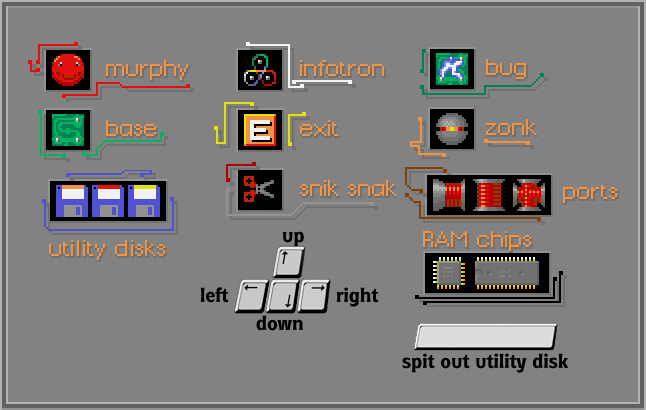 murphy
infotron
bug
base
E
exit
zonk
utility disks
snik snak
ports
RAM chips
up
left
right
down
spit out utility disk